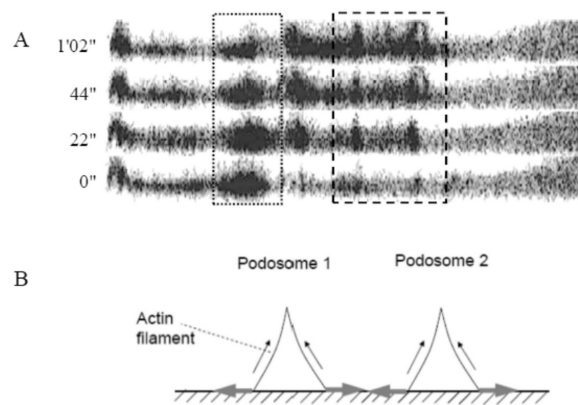 A
1'02"
44"
22"
0"
B
Podosome 1
Podosome 2
Actin
filament